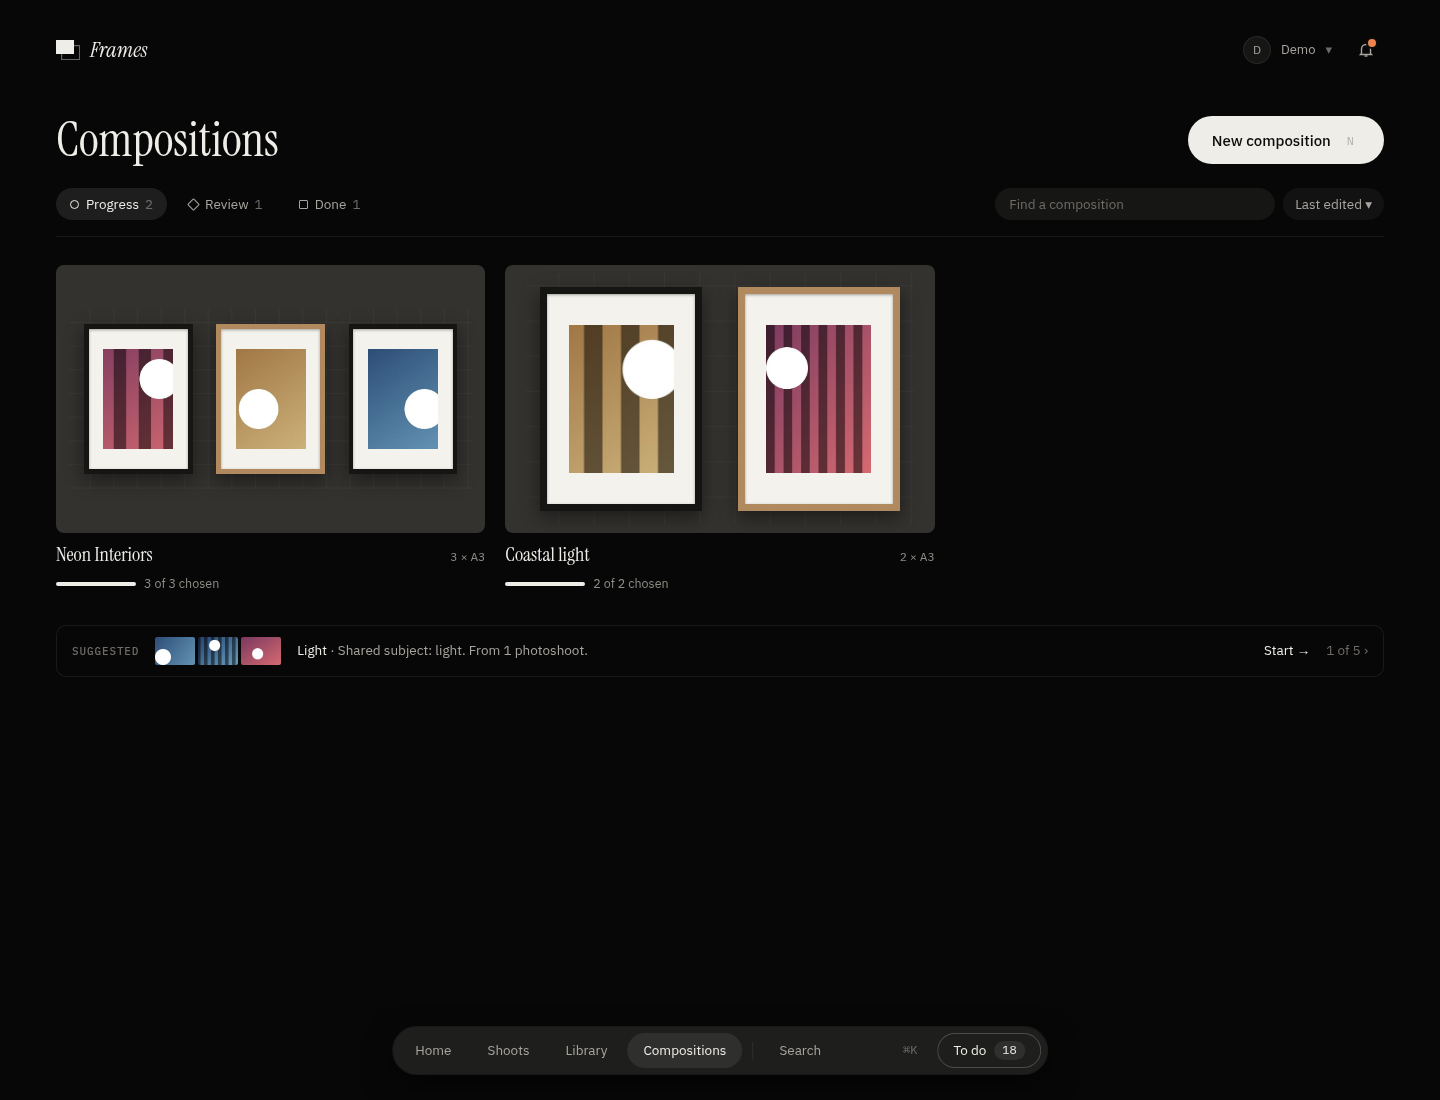 Frames
D Demo ▾
Compositions
New composition N
Progress 2 Review 1 Done 1
Find a composition Last edited ▾
Neon Interiors 3 × A3
3 of 3 chosen
Coastal light 2 × A3
2 of 2 chosen
SUGGESTED Light · Shared subject: light. From 1 photoshoot. Start → 1 of 5 ›
Home Shoots Library Compositions Search ⌘K To do 18